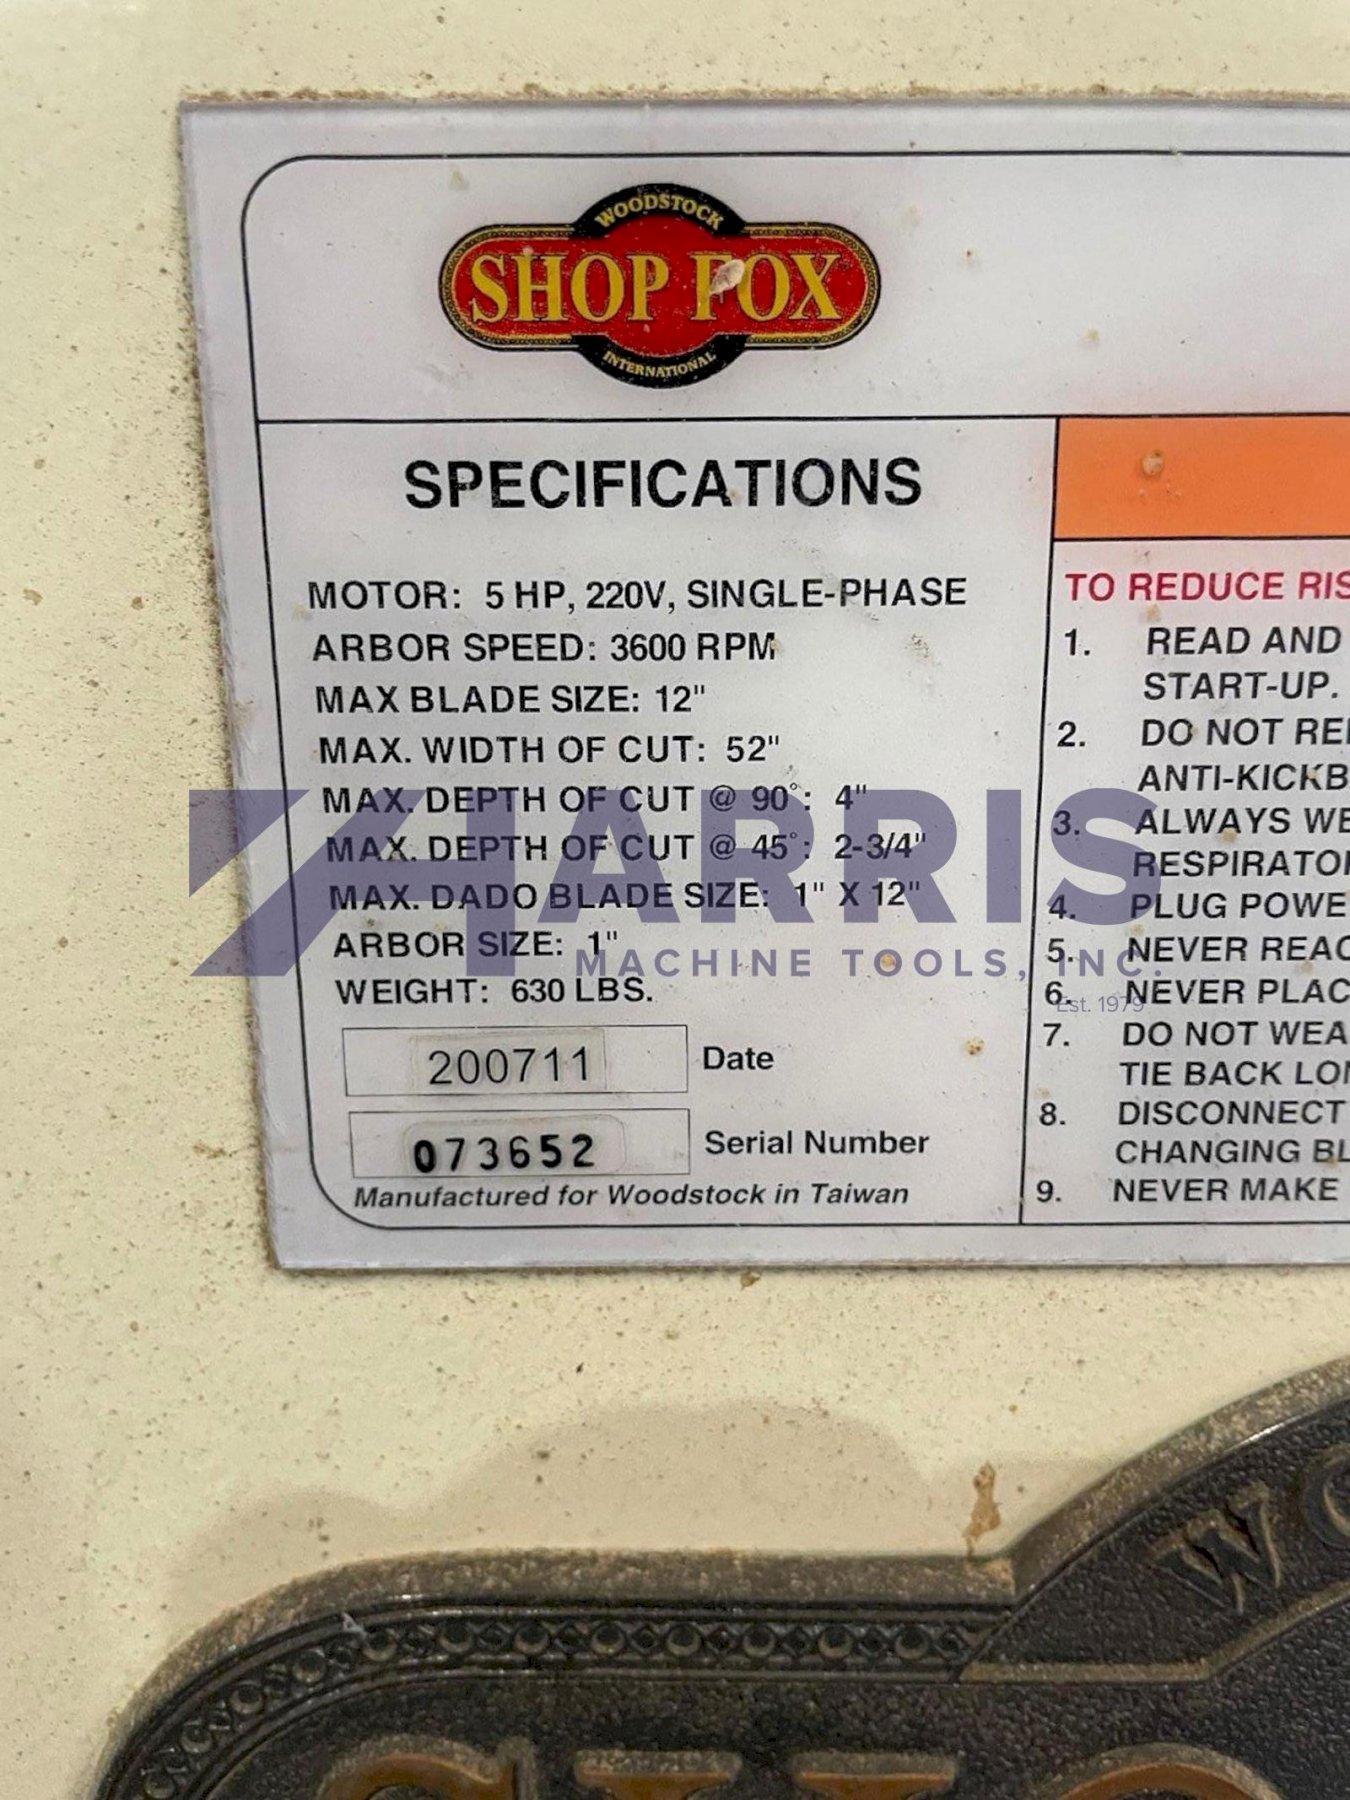 WOODSTOCK
SHOP FOX
INTERNATIONAL
SPECIFICATIONS
MOTOR: 5 HP, 220V, SINGLE-PHASE
ARBOR SPEED: 3600 RPM
MAX BLADE SIZE: 12"
MAX. WIDTH OF CUT: 52"
MAX. DEPTH OF CUT @ 90°: 4"
MAX. DEPTH OF CUT @ 45°: 2-3/4"
MAX. DADO BLADE SIZE: 1" X 12"
ARBOR SIZE: 1"
WEIGHT: 630 LBS.
200711 Date
073652 Serial Number
Manufactured for Woodstock in Taiwan
TO REDUCE RIS
1. READ AND
START-UP.
2. DO NOT RE
ANTI-KICKB
3. ALWAYS WE
RESPIRATO
4. PLUG POWE
5. NEVER REAC
6. NEVER PLAC
7. DO NOT WEA
TIE BACK LO
8. DISCONNECT
CHANGING BL
9. NEVER MAKE
HARRIS
MACHINE TOOLS, INC.
Est. 1979
WO